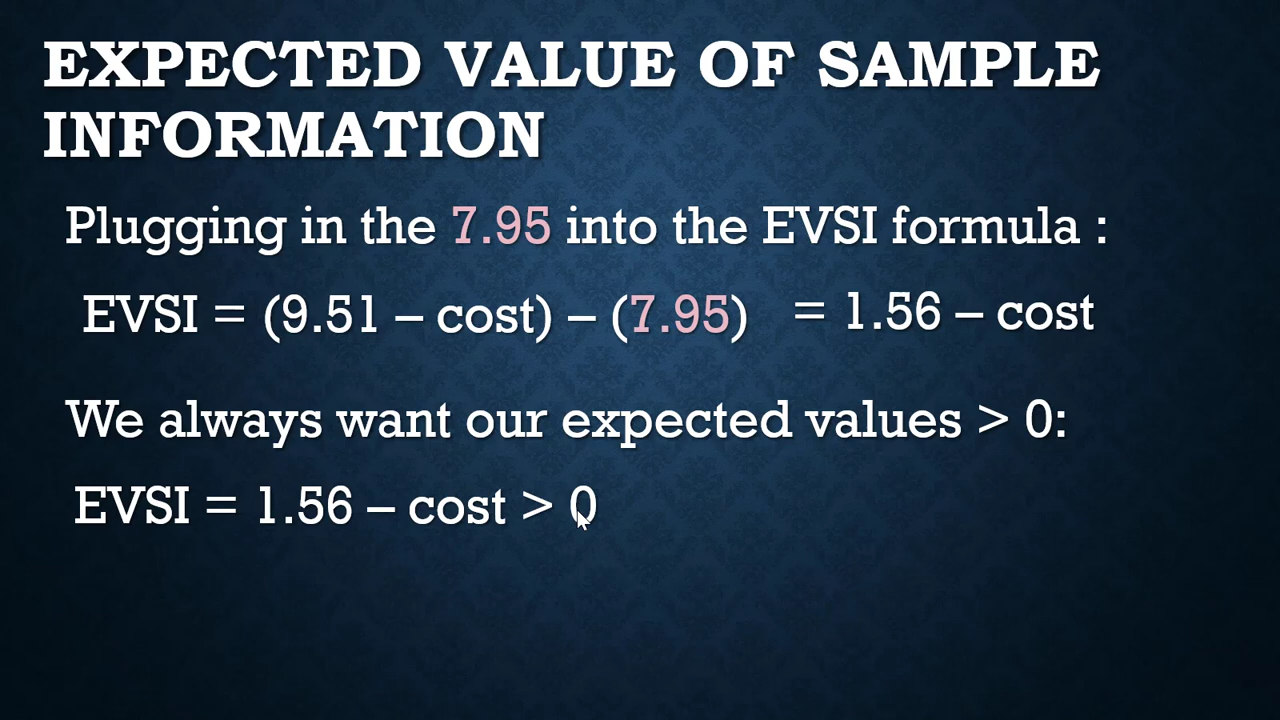 EXPECTED VALUE OF SAMPLE
INFORMATION
Plugging in the 7.95 into the EVSI formula :
EVSI = (9.51 – cost) – (7.95) = 1.56 – cost
We always want our expected values > 0:
EVSI = 1.56 – cost > 0